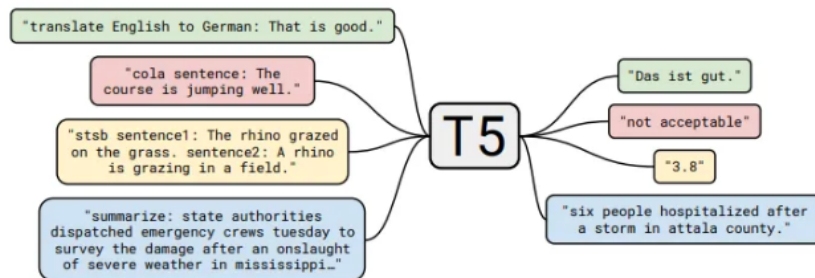 "translate English to German: That is good."
"cola sentence: The
course is jumping well."
"stsb sentence1: The rhino grazed
on the grass. sentence2: A rhino
is grazing in a field."
"summarize: state authorities
dispatched emergency crews tuesday to
survey the damage after an onslaught
of severe weather in mississippi…"
T5
"Das ist gut."
"not acceptable"
"3.8"
"six people hospitalized after
a storm in attala county."